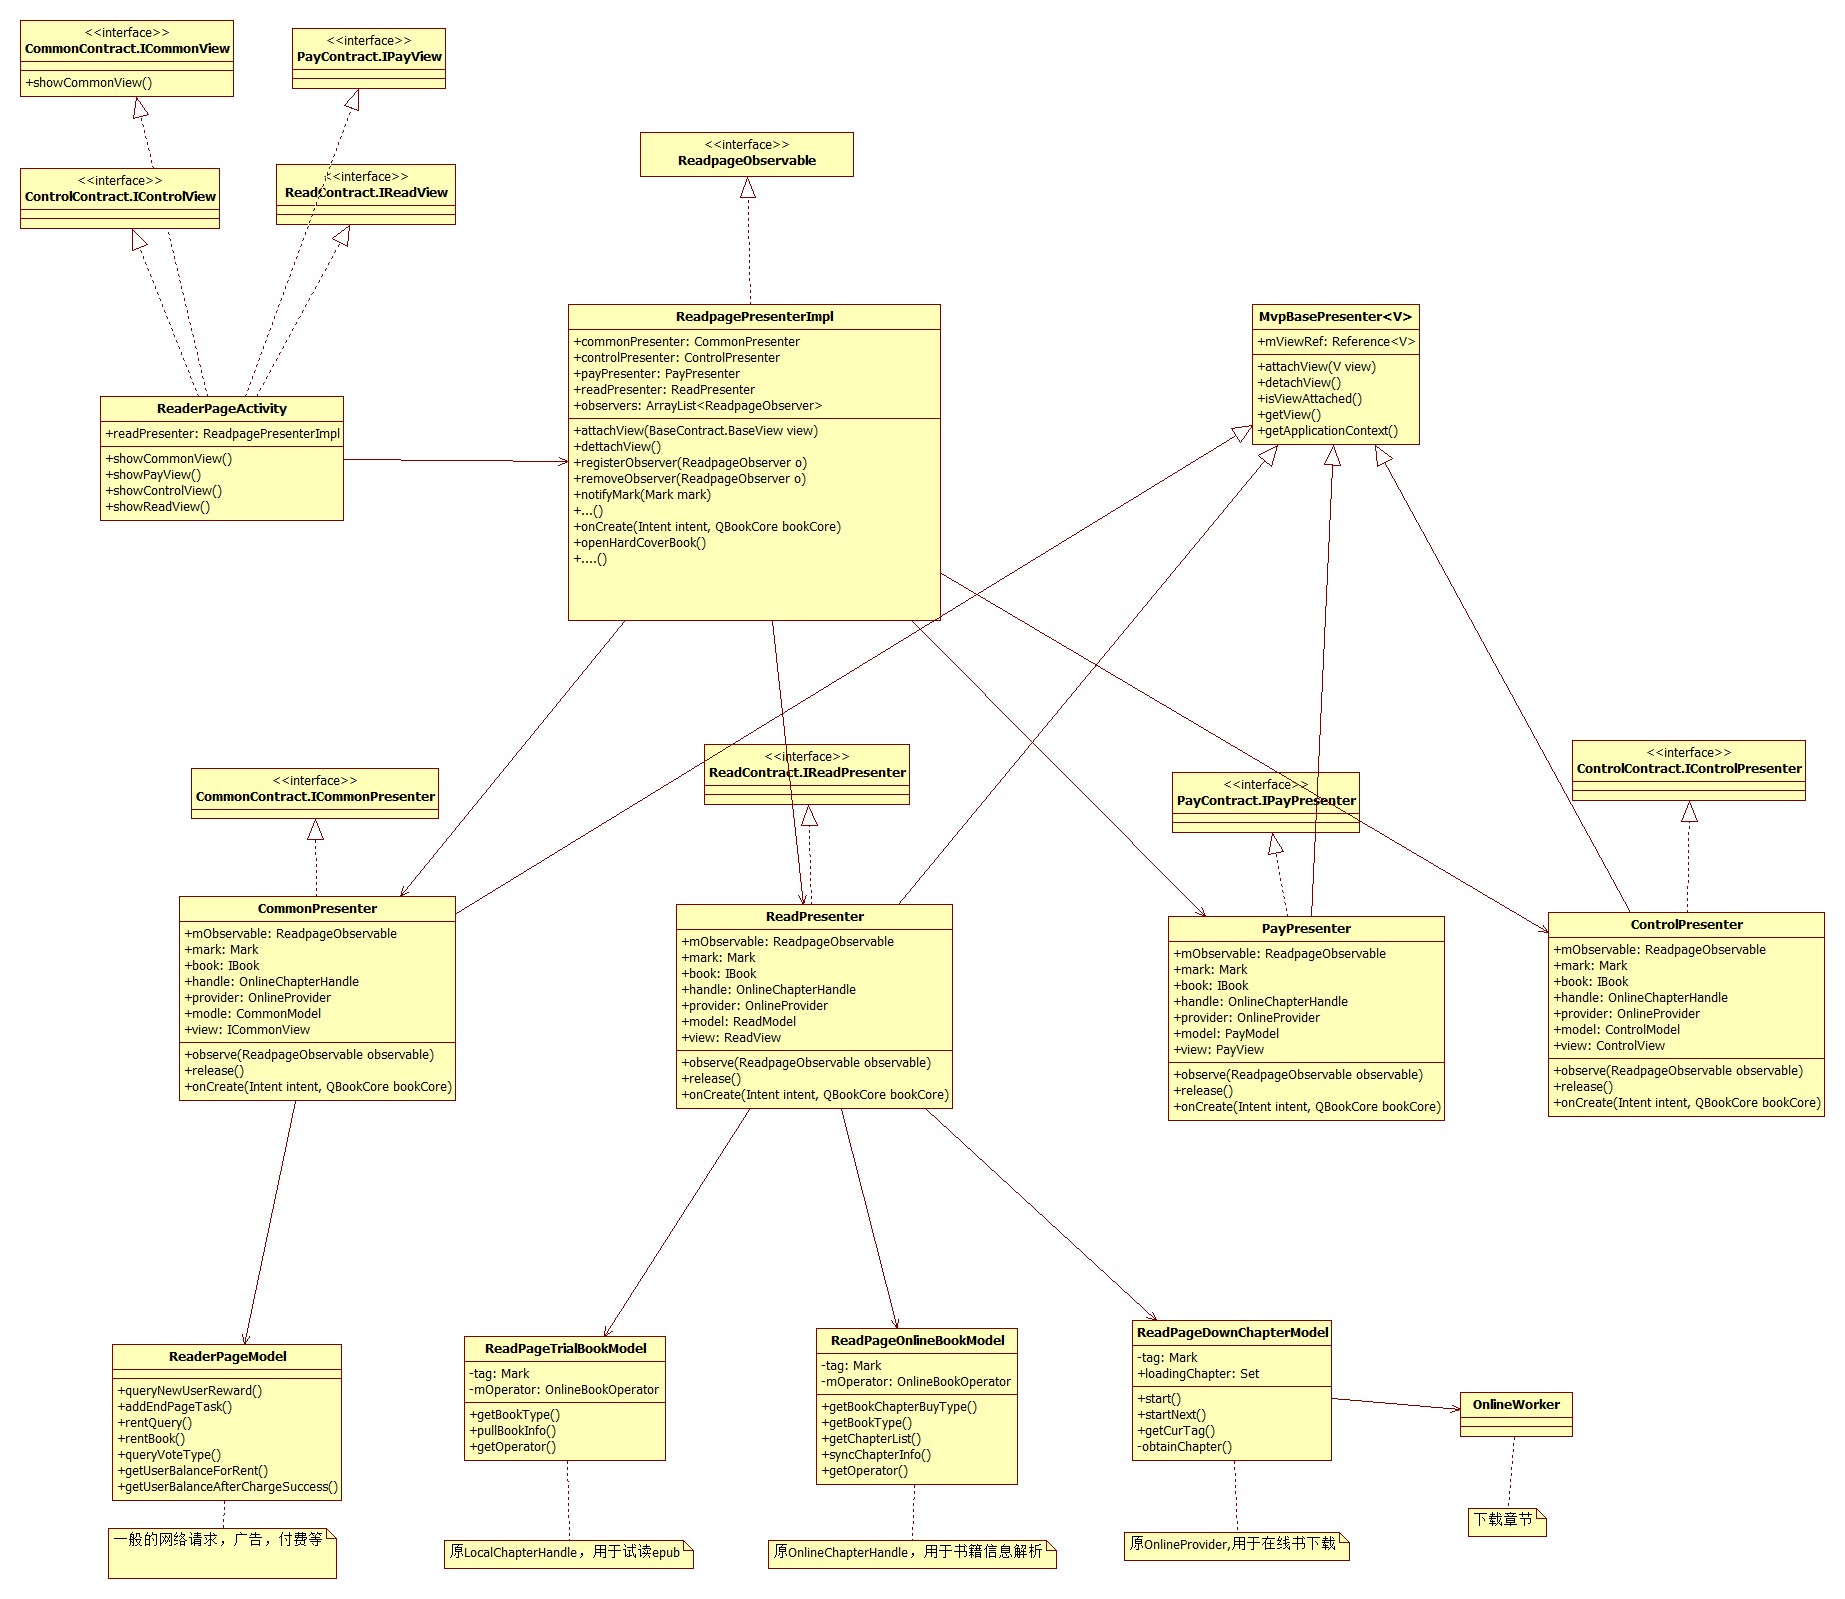 <<interface>>
CommonContract.ICommonView
+showCommonView()
<<interface>>
PayContract.IPayView
<<interface>>
ControlContract.IControlView
<<interface>>
ReadContract.IReadView
<<interface>>
ReadpageObservable
ReaderPageActivity
+readPresenter: ReadpagePresenterImpl
+showCommonView()
+showPayView()
+showControlView()
+showReadView()
ReadpagePresenterImpl
+commonPresenter: CommonPresenter
+controlPresenter: ControlPresenter
+payPresenter: PayPresenter
+readPresenter: ReadPresenter
+observers: ArrayList<ReadpageObserver>
+attachView(BaseContract.BaseView view)
+dettachView()
+registerObserver(ReadpageObserver o)
+removeObserver(ReadpageObserver o)
+notifyMark(Mark mark)
+...()
+onCreate(Intent intent, QBookCore bookCore)
+openHardCoverBook()
+....()
MvpBasePresenter<V>
+mViewRef: Reference<V>
+attachView(V view)
+detachView()
+isViewAttached()
+getView()
+getApplicationContext()
<<interface>>
CommonContract.ICommonPresenter
<<interface>>
ReadContract.IReadPresenter
<<interface>>
PayContract.IPayPresenter
<<interface>>
ControlContract.IControlPresenter
CommonPresenter
+mObservable: ReadpageObservable
+mark: Mark
+book: IBook
+handle: OnlineChapterHandle
+provider: OnlineProvider
+modle: CommonModel
+view: ICommonView
+observe(ReadpageObservable observable)
+release()
+onCreate(Intent intent, QBookCore bookCore)
ReadPresenter
+mObservable: ReadpageObservable
+mark: Mark
+book: IBook
+handle: OnlineChapterHandle
+provider: OnlineProvider
+model: ReadModel
+view: ReadView
+observe(ReadpageObservable observable)
+release()
+onCreate(Intent intent, QBookCore bookCore)
PayPresenter
+mObservable: ReadpageObservable
+mark: Mark
+book: IBook
+handle: OnlineChapterHandle
+provider: OnlineProvider
+model: PayModel
+view: PayView
+observe(ReadpageObservable observable)
+release()
+onCreate(Intent intent, QBookCore bookCore)
ControlPresenter
+mObservable: ReadpageObservable
+mark: Mark
+book: IBook
+handle: OnlineChapterHandle
+provider: OnlineProvider
+model: ControlModel
+view: ControlView
+observe(ReadpageObservable observable)
+release()
+onCreate(Intent intent, QBookCore bookCore)
ReaderPageModel
+queryNewUserReward()
+addEndPageTask()
+rentQuery()
+rentBook()
+queryVoteType()
+getUserBalanceForRent()
+getUserBalanceAfterChargeSuccess()
ReadPageTrialBookModel
-tag: Mark
-mOperator: OnlineBookOperator
+getBookType()
+pullBookInfo()
+getOperator()
ReadPageOnlineBookModel
-tag: Mark
-mOperator: OnlineBookOperator
+getBookChapterBuyType()
+getBookType()
+getChapterList()
+syncChapterInfo()
+getOperator()
ReadPageDownChapterModel
-tag: Mark
+loadingChapter: Set
+start()
+startNext()
+getCurTag()
-obtainChapter()
OnlineWorker
一般的网络请求，广告，付费等
原LocalChapterHandle，用于试读epub
原OnlineChapterHandle，用于书籍信息解析
原OnlineProvider,用于在线书下载
下载章节